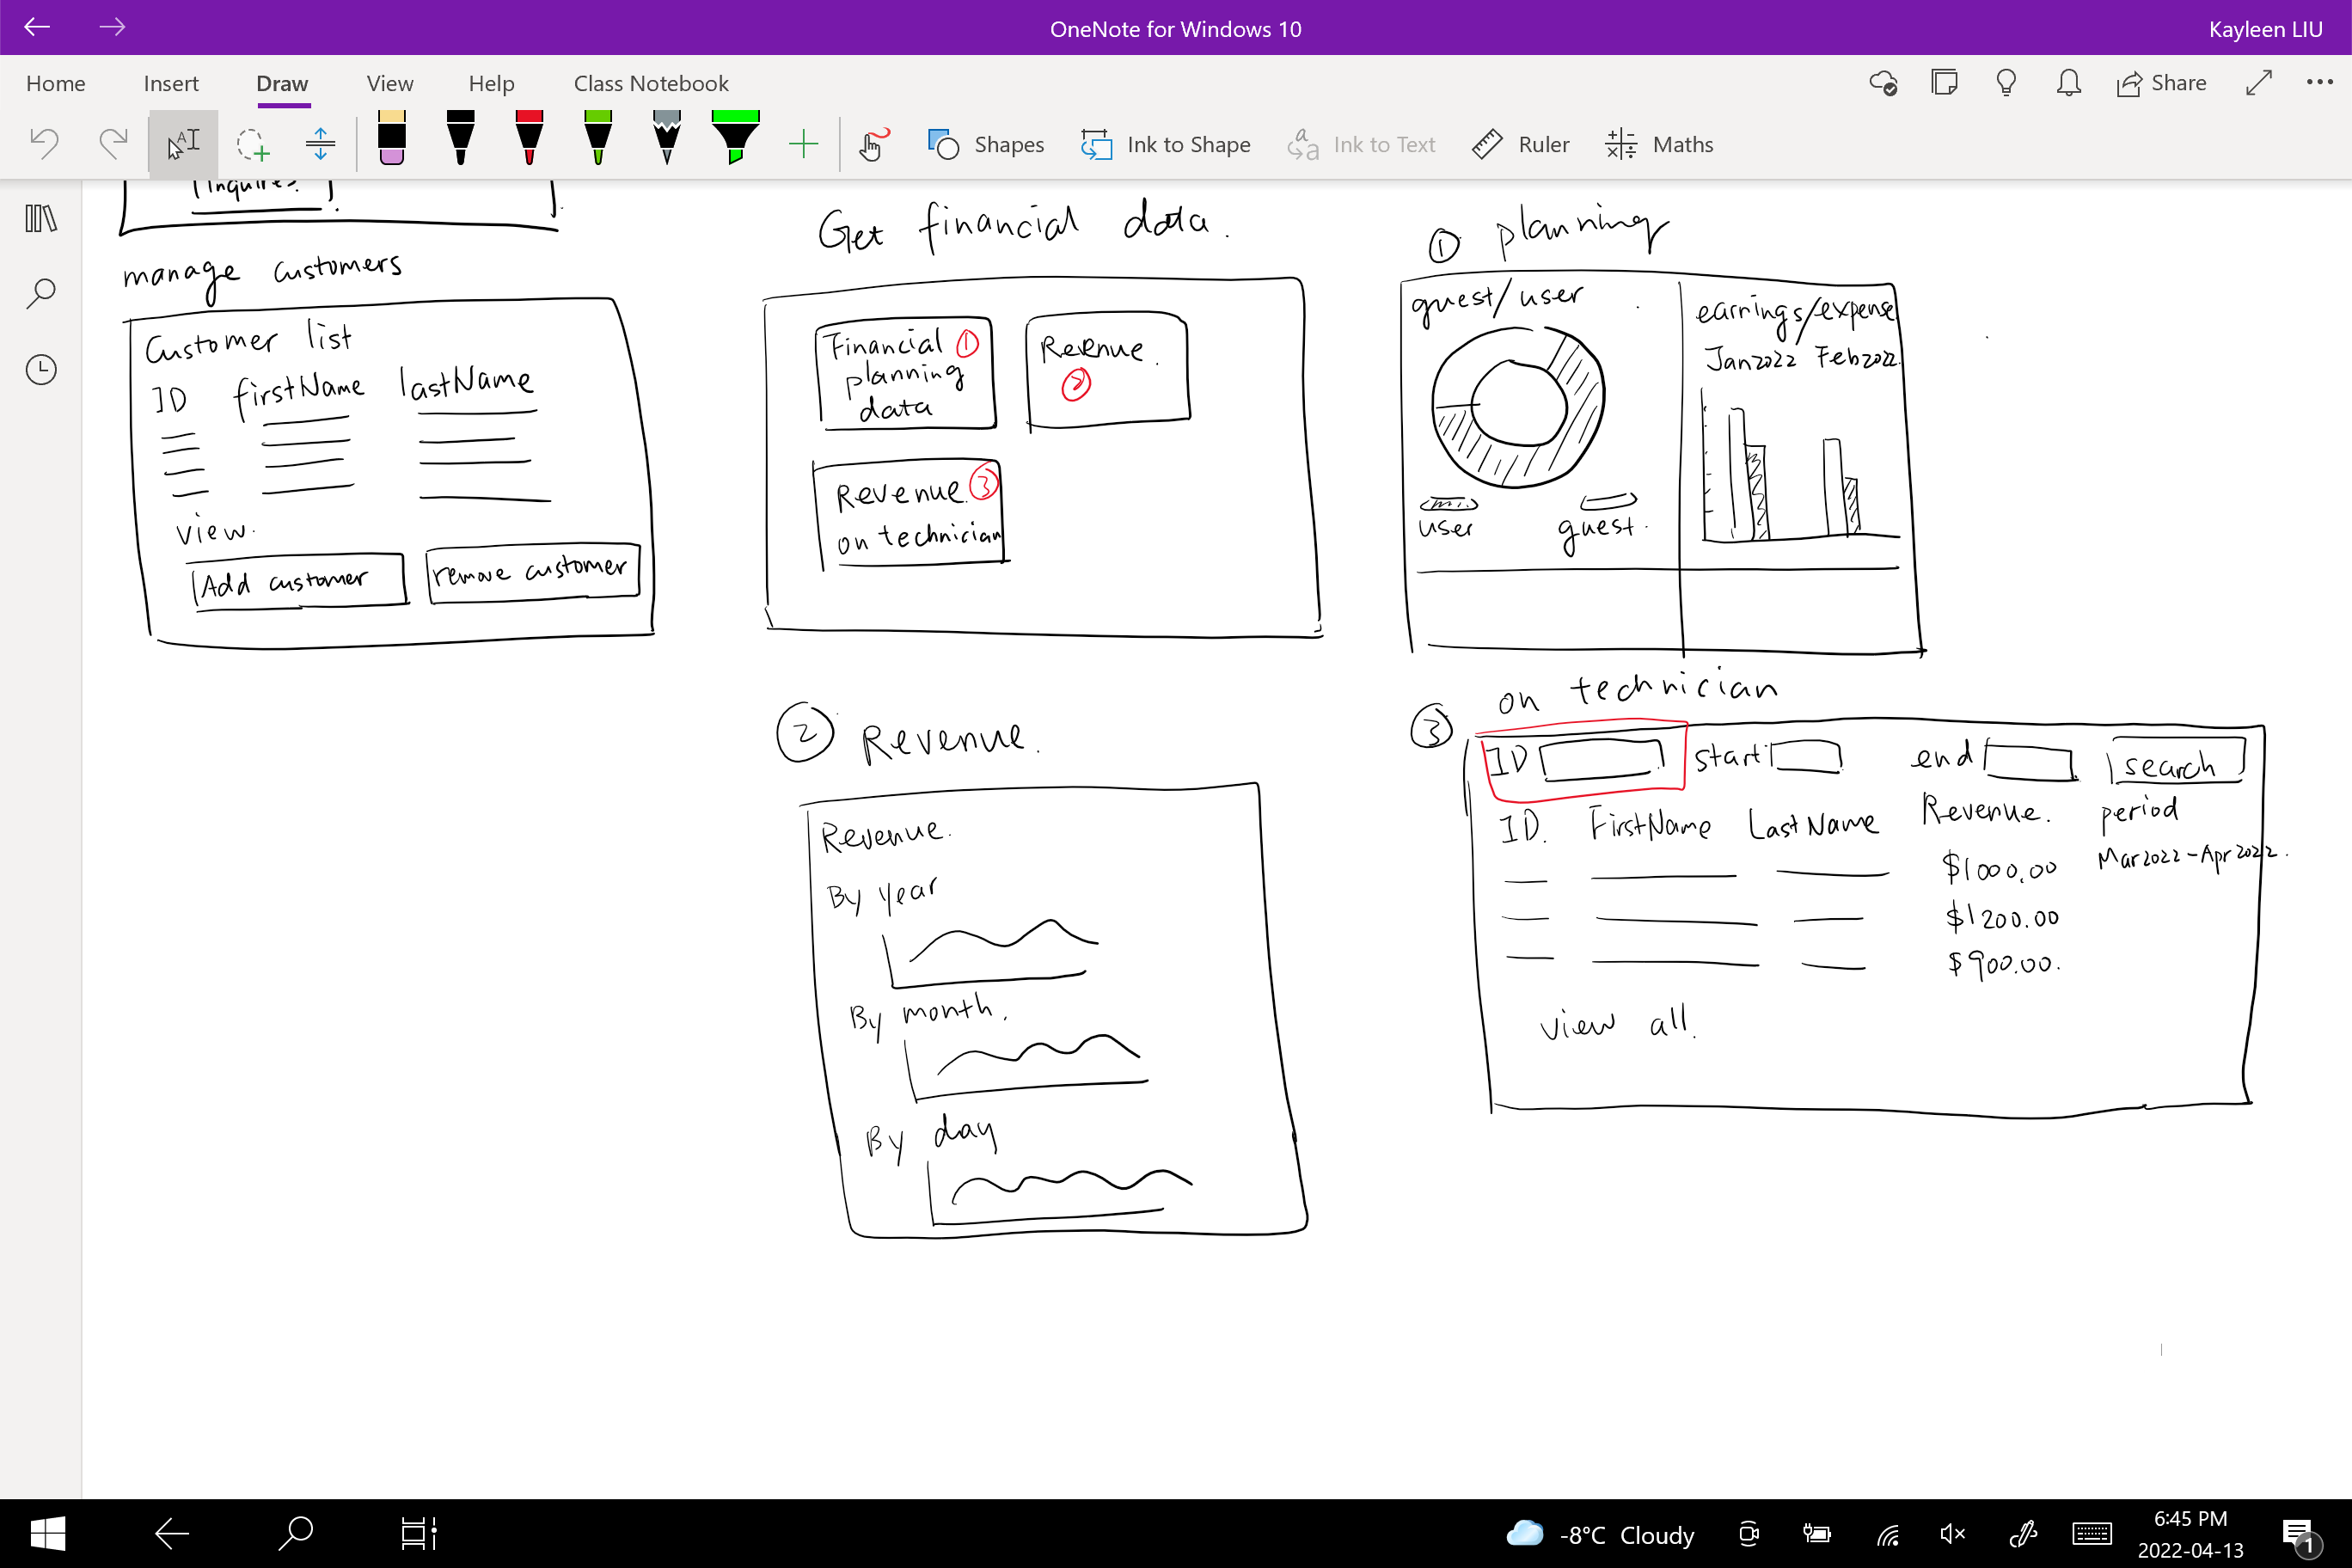 OneNote for Windows 10
Kayleen LIU
Home Insert Draw View Help Class Notebook
Share
Shapes Ink to Shape Ink to Text Ruler Maths
manage customers
Customer list
ID firstName lastName
view.
Add customer remove customer
Get financial data.
Financial ①
planning
data
Revenue.
②
Revenue. ③
on technician
① planning
guest/user
user guest.
earnings/expense
Jan2022 Feb2022
② Revenue.
Revenue.
By year
By month.
By day
③ on technician
ID start end search
ID. FirstName LastName Revenue. period
$1000.00 Mar2022-Apr2022.
$1200.00
$900.00.
view all.
-8°C Cloudy
6:45 PM
2022-04-13
1